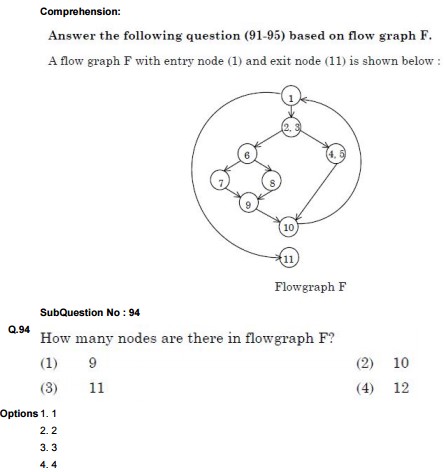 Comprehension:
Answer the following question (91-95) based on flow graph F.
A flow graph F with entry node (1) and exit node (11) is shown below :
1
2, 3
6
4, 5
7
8
9
10
11
Flowgraph F
SubQuestion No : 94
Q.94
How many nodes are there in flowgraph F?
(1) 9 (2) 10
(3) 11 (4) 12
Options 1. 1
2. 2
3. 3
4. 4